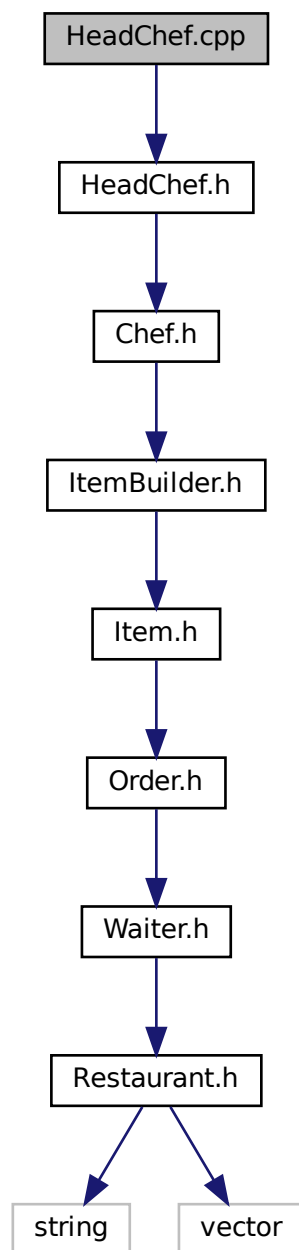 HeadChef.cpp
HeadChef.h
Chef.h
ItemBuilder.h
Item.h
Order.h
Waiter.h
Restaurant.h
string
vector